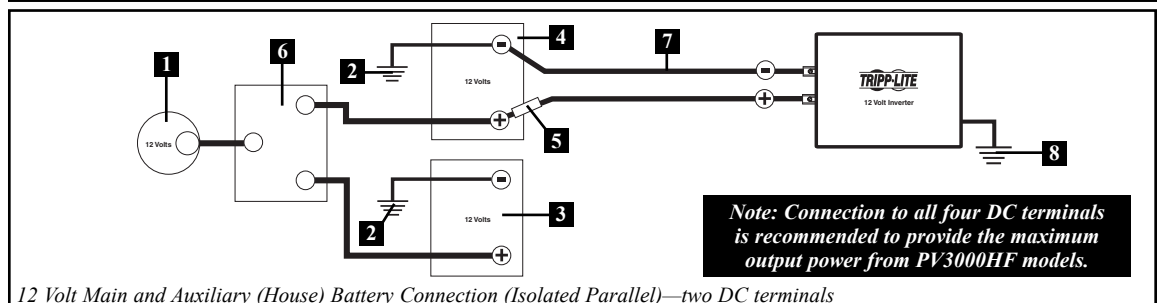 1
6
2
4
12 Volts
7
TRIPP·LITE
12 Volt Inverter
12 Volts
5
8
2
12 Volts
3
Note: Connection to all four DC terminals
is recommended to provide the maximum
output power from PV3000HF models.
12 Volt Main and Auxiliary (House) Battery Connection (Isolated Parallel)—two DC terminals